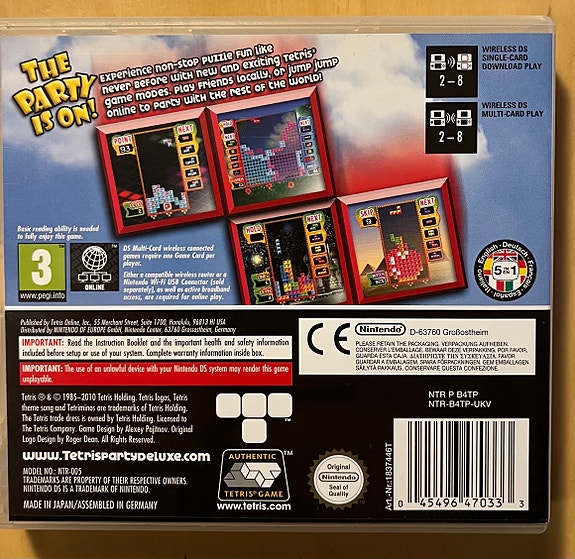 THE
PARTY
IS ON!
Experience non-stop puzzle fun like
never before with new and exciting Tetris®
game modes. Play friends locally, or jump jump
online to party with the rest of the world!
WIRELESS DS
SINGLE-CARD
DOWNLOAD PLAY
2 – 8
WIRELESS DS
MULTI-CARD PLAY
2 – 8
POINT
123
NEXT
HOLD
NEXT
HOLD
NEXT
SKIP
9
NEXT
Basic reading ability is needed
to fully enjoy this game.
3
www.pegi.info
ONLINE
DS Multi-Card wireless connected
games require one Game Card per
player.
Either a compatible wireless router or a
Nintendo Wi-Fi USB Connector (sold
separately), as well as active broadband
access, are required for online play.
English - Deutsch - Français
Español - Italiano
5 in 1
Published by Tetris Online, Inc., 55 Merchant Street, Suite 1700, Honolulu, 96813 HI USA
Distributed by NINTENDO OF EUROPE GmbH, Nintendo Center, 63760 Grossostheim, Germany
IMPORTANT: Read the Instruction Booklet and the important health and safety information
included before setup or use of your system. Complete warranty information inside box.
IMPORTANT: The use of an unlawful device with your Nintendo DS system may render this game
unplayable.
CE
Nintendo®
D-63760 Großostheim
PLEASE RETAIN THE PACKAGING. VERPACKUNG AUFHEBEN.
CONSERVER L'EMBALLAGE. BEWAAR DEZE VERPAKKING. POR FAVOR,
GUARDA ESTA CAJA. ΔΙΑΤΗΡΗΣΤΕ ΤΗΝ ΣΥΣΚΕΥΑΣΙΑ. FAVOR
GUARDAR A EMBALAGEM. SPARA FÖRPACKNINGEN. GEM EMBALLAGEN.
SÄILYTÄ PAKKAUS. CONSERVARE QUESTA CONFEZIONE.
Tetris ® & © 1985–2010 Tetris Holding. Tetris logos, Tetris
theme song and Tetriminos are trademarks of Tetris Holding.
The Tetris trade dress is owned by Tetris Holding. Licensed to
The Tetris Company. Game Design by Alexey Pajitnov. Original
Logo Design by Roger Dean. All Rights Reserved.
www.TetrisPartyDeluxe.com
MODEL NO.: NTR-005
TRADEMARKS ARE PROPERTY OF THEIR RESPECTIVE OWNERS.
NINTENDO DS IS A TRADEMARK OF NINTENDO.
MADE IN JAPAN/ASSEMBLED IN GERMANY
TM
AUTHENTIC
TETRIS® GAME
www.tetris.com
Original
Nintendo
Seal of
Quality
NTR P B4TP
NTR-B4TP-UKV
Art.-Nr.:1837446T
0 45496 47033 3